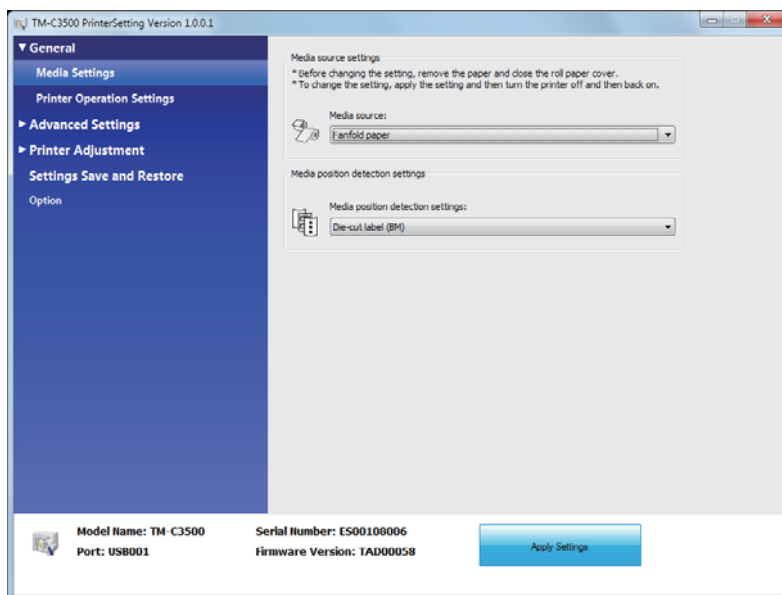 TM-C3500 PrinterSetting Version 1.0.0.1
▼ General
Media Settings
Printer Operation Settings
► Advanced Settings
► Printer Adjustment
Settings Save and Restore
Option
Media source settings
* Before changing the setting, remove the paper and close the roll paper cover.
* To change the setting, apply the setting and then turn the printer off and then back on.
Media source:
Fanfold paper
Media position detection settings
Media position detection settings:
Die-cut label (BM)
Model Name: TM-C3500
Serial Number: ES00108006
Port: USB001
Firmware Version: TAD00058
Apply Settings